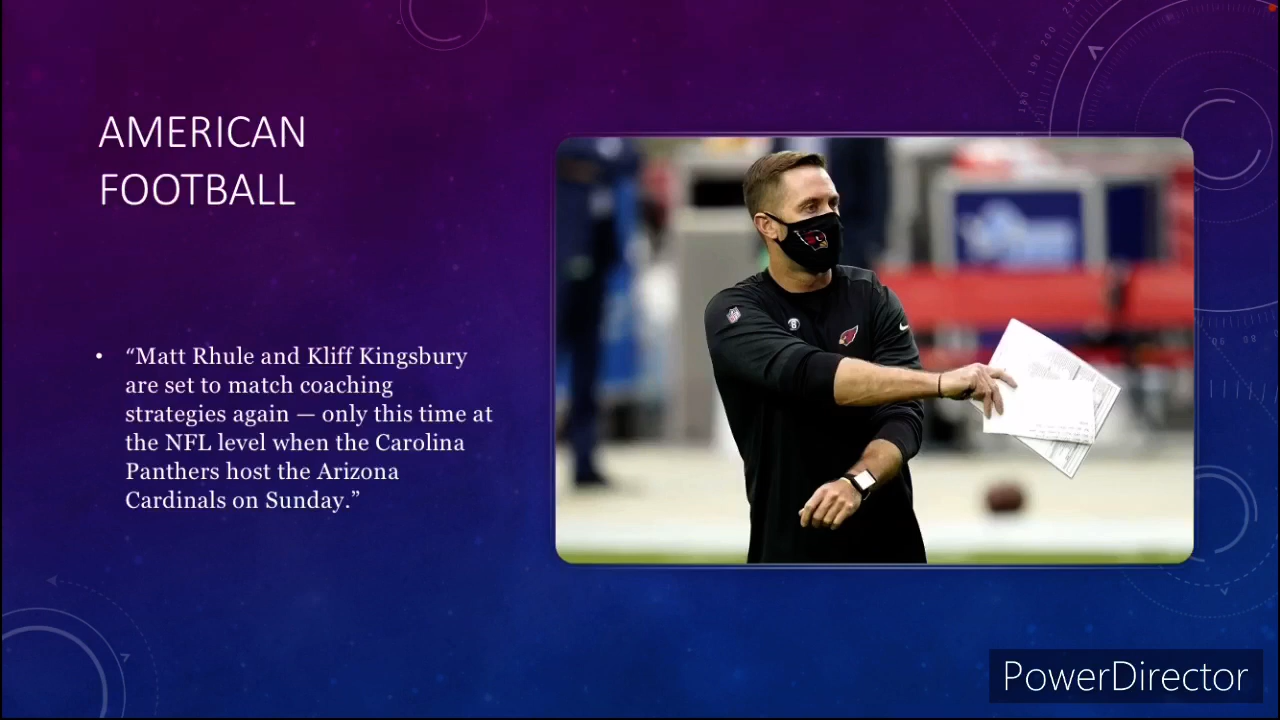 AMERICAN
FOOTBALL
• “Matt Rhule and Kliff Kingsbury
are set to match coaching
strategies again — only this time at
the NFL level when the Carolina
Panthers host the Arizona
Cardinals on Sunday.”
PowerDirector